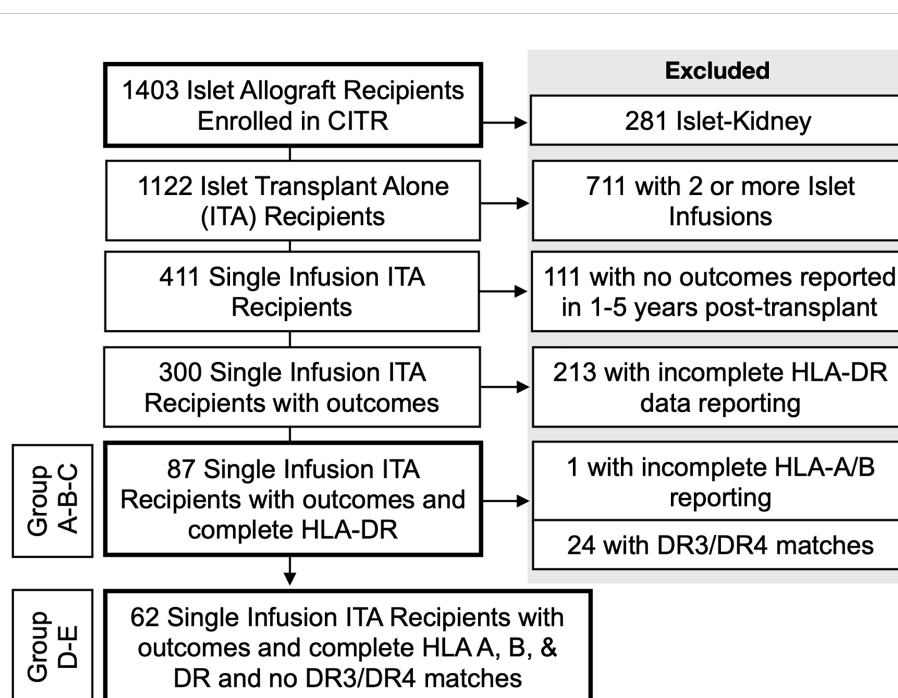 Excluded
1403 Islet Allograft Recipients
Enrolled in CITR
281 Islet-Kidney
1122 Islet Transplant Alone
(ITA) Recipients
711 with 2 or more Islet
Infusions
411 Single Infusion ITA
Recipients
111 with no outcomes reported
in 1-5 years post-transplant
300 Single Infusion ITA
Recipients with outcomes
213 with incomplete HLA-DR
data reporting
Group
A-B-C
87 Single Infusion ITA
Recipients with outcomes and
complete HLA-DR
1 with incomplete HLA-A/B
reporting
24 with DR3/DR4 matches
Group
D-E
62 Single Infusion ITA Recipients with
outcomes and complete HLA A, B, &
DR and no DR3/DR4 matches